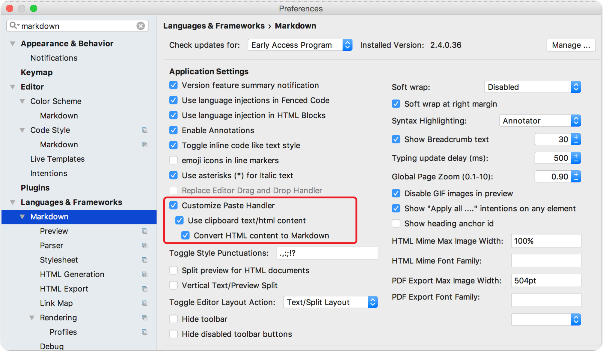 Preferences
markdown
Appearance & Behavior
Notifications
Keymap
Editor
Color Scheme
Markdown
Code Style
Markdown
Live Templates
Intentions
Plugins
Languages & Frameworks
Markdown
Preview
Parser
Stylesheet
HTML Generation
HTML Export
Link Map
Rendering
Profiles
Debug
Languages & Frameworks › Markdown
Check updates for: Early Access Program Installed Version: 2.4.0.36 Manage ...
Application Settings
Version feature summary notification
Use language injections in Fenced Code
Use language injection in HTML Blocks
Enable Annotations
Toggle inline code like text style
emoji icons in line markers
Use asterisks (*) for Italic text
Replace Editor Drag and Drop Handler
Customize Paste Handler
Use clipboard text/html content
Convert HTML content to Markdown
Toggle Style Punctuations: .,:;!?
Split preview for HTML documents
Vertical Text/Preview Split
Toggle Editor Layout Action: Text/Split Layout
Hide toolbar
Hide disabled toolbar buttons
Soft wrap: Disabled
Soft wrap at right margin
Syntax Highlighting: Annotator
Show Breadcrumb text 30
Typing update delay (ms): 500
Global Page Zoom (0.1-10): 0.90
Disable GIF images in preview
Show "Apply all ...." intentions on any element
Show heading anchor id
HTML Mime Max Image Width: 100%
HTML Mime Font Family:
PDF Export Max Image Width: 504pt
PDF Export Font Family: